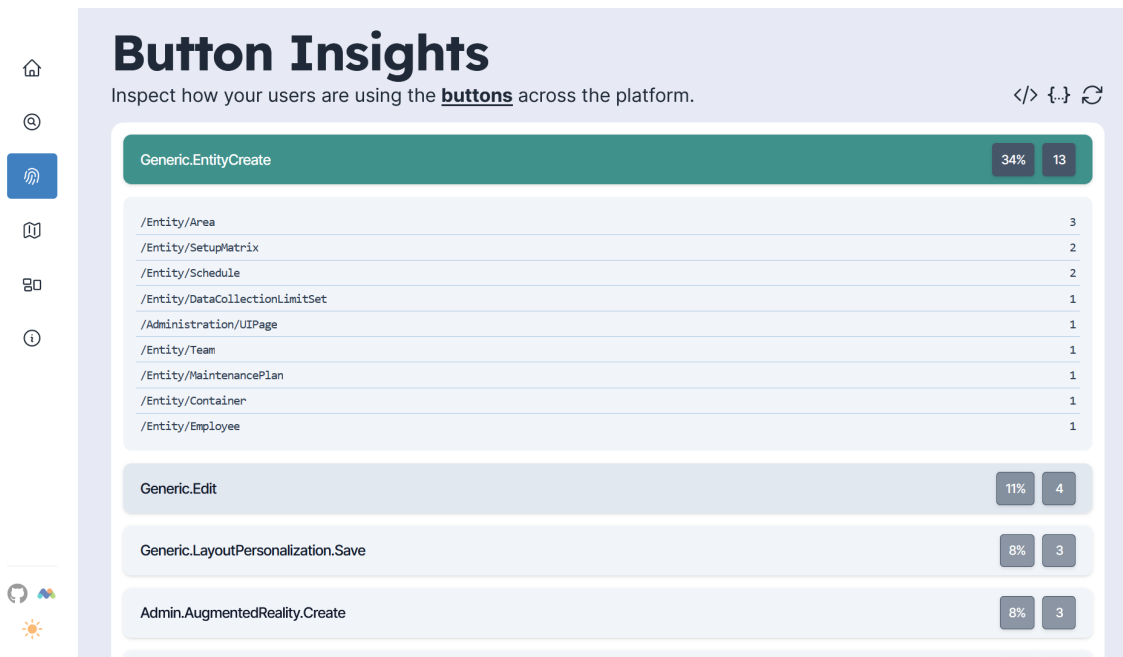 Button Insights
Inspect how your users are using the buttons across the platform.
</> {..}
Generic.EntityCreate 34% 13
/Entity/Area 3
/Entity/SetupMatrix 2
/Entity/Schedule 2
/Entity/DataCollectionLimitSet 1
/Administration/UIPage 1
/Entity/Team 1
/Entity/MaintenancePlan 1
/Entity/Container 1
/Entity/Employee 1
Generic.Edit 11% 4
Generic.LayoutPersonalization.Save 8% 3
Admin.AugmentedReality.Create 8% 3